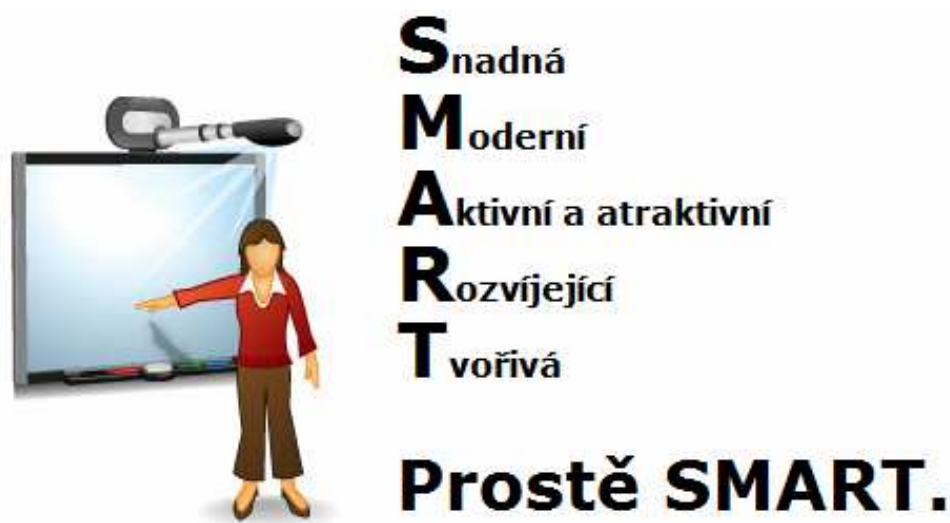 Snadná
Moderní
Aktivní a atraktivní
Rozvíjející
Tvořivá
Prostě SMART.